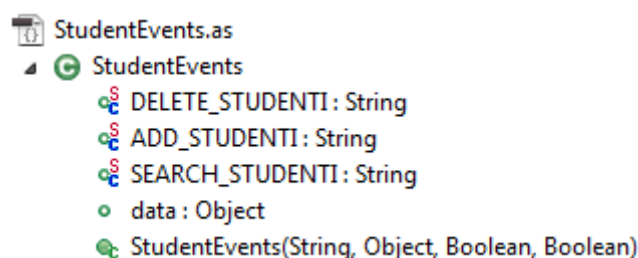 StudentEvents.as
StudentEvents
DELETE_STUDENTI : String
ADD_STUDENTI : String
SEARCH_STUDENTI : String
data : Object
StudentEvents(String, Object, Boolean, Boolean)